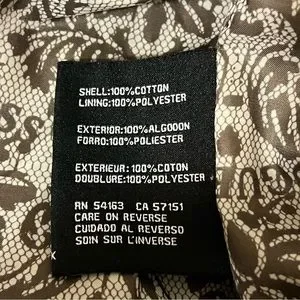 SHELL:100%COTTON
LINING:100%POLYESTER
EXTERIOR:100%ALGODON
FORRO:100%POLIESTER
EXTERIEUR:100%COTON
DOUBLURE:100%POLYESTER
RN 54163 CA 57151
CARE ON REVERSE
CUIDADO AL REVERSO
SOIN SUR L'INVERSE
K